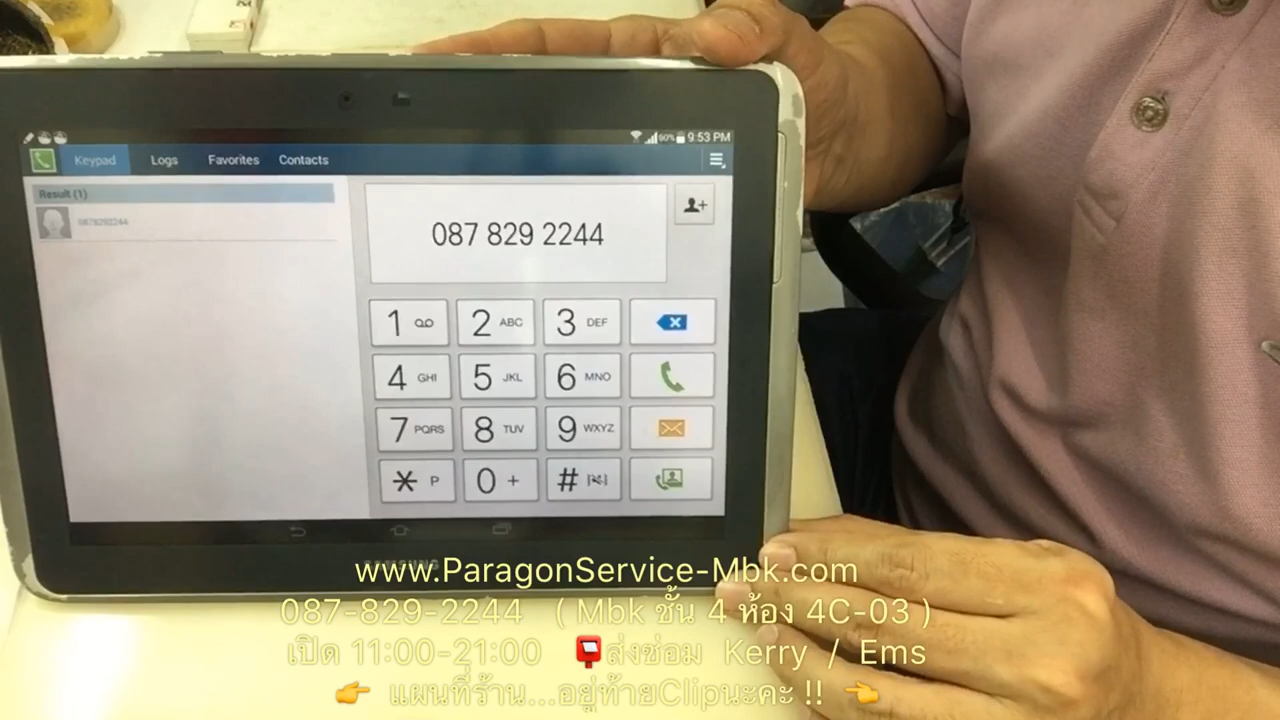 60% 9:53 PM
Keypad Logs Favorites Contacts
Result (1)
0878292244
087 829 2244
1
2 ABC
3 DEF
4 GHI
5 JKL
6 MNO
7 PQRS
8 TUV
9 WXYZ
* P
0 +
#
SAMSUNG
www.ParagonService-Mbk.com
087-829-2244 ( Mbk ชั้น 4 ห้อง 4C-03 )
เปิด 11:00-21:00 📮ส่งซ่อม Kerry / Ems
👉 แผนที่ร้าน...อยู่ท้ายClipนะคะ !! 👈